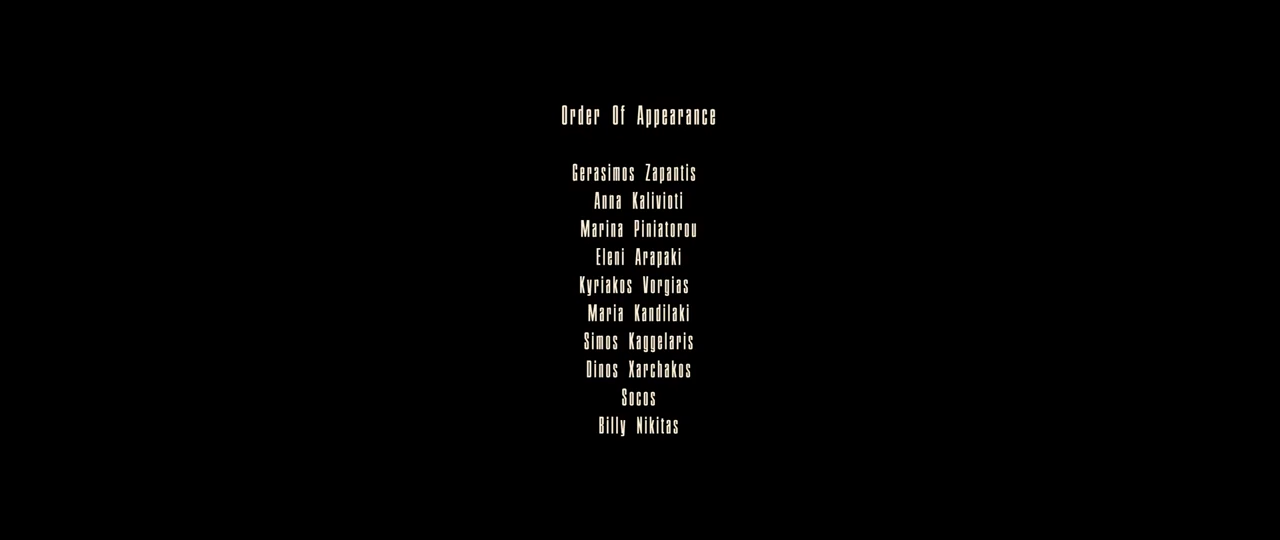 Order Of Appearance
Gerasimos Zapantis
Anna Kalivioti
Marina Piniatorou
Eleni Arapaki
Kyriakos Vorgias
Maria Kandilaki
Simos Kaggelaris
Dinos Xarchakos
Socos
Billy Nikitas